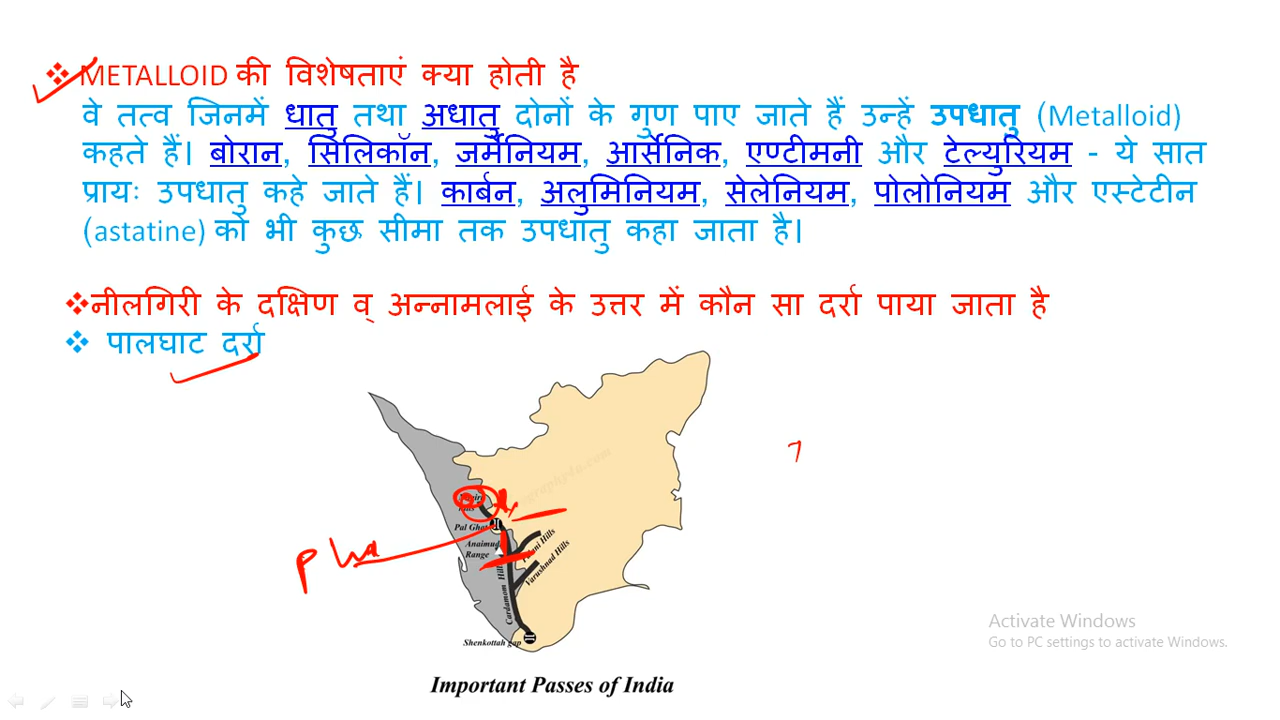 ❖ METALLOID की विशेषताएं क्या होती है
वे तत्व जिनमें धातु तथा अधातु दोनों के गुण पाए जाते हैं उन्हें उपधातु (Metalloid)
कहते हैं। बोरान, सिलिकॉन, जर्मेनियम, आर्सेनिक, एण्टीमनी और टेल्युरियम - ये सात
प्रायः उपधातु कहे जाते हैं। कार्बन, अलुमिनियम, सेलेनियम, पोलोनियम और एस्टेटीन
(astatine) को भी कुछ सीमा तक उपधातु कहा जाता है।
❖नीलगिरी के दक्षिण व् अन्नामलाई के उत्तर में कौन सा दर्रा पाया जाता है
❖ पालघाट दर्रा
Pal Ghat
Anaimudi
Range
Palani Hills
Varushnad Hills
Cardamom Hills
Shenkottah gap
pha
Activate Windows
Go to PC settings to activate Windows.
Important Passes of India